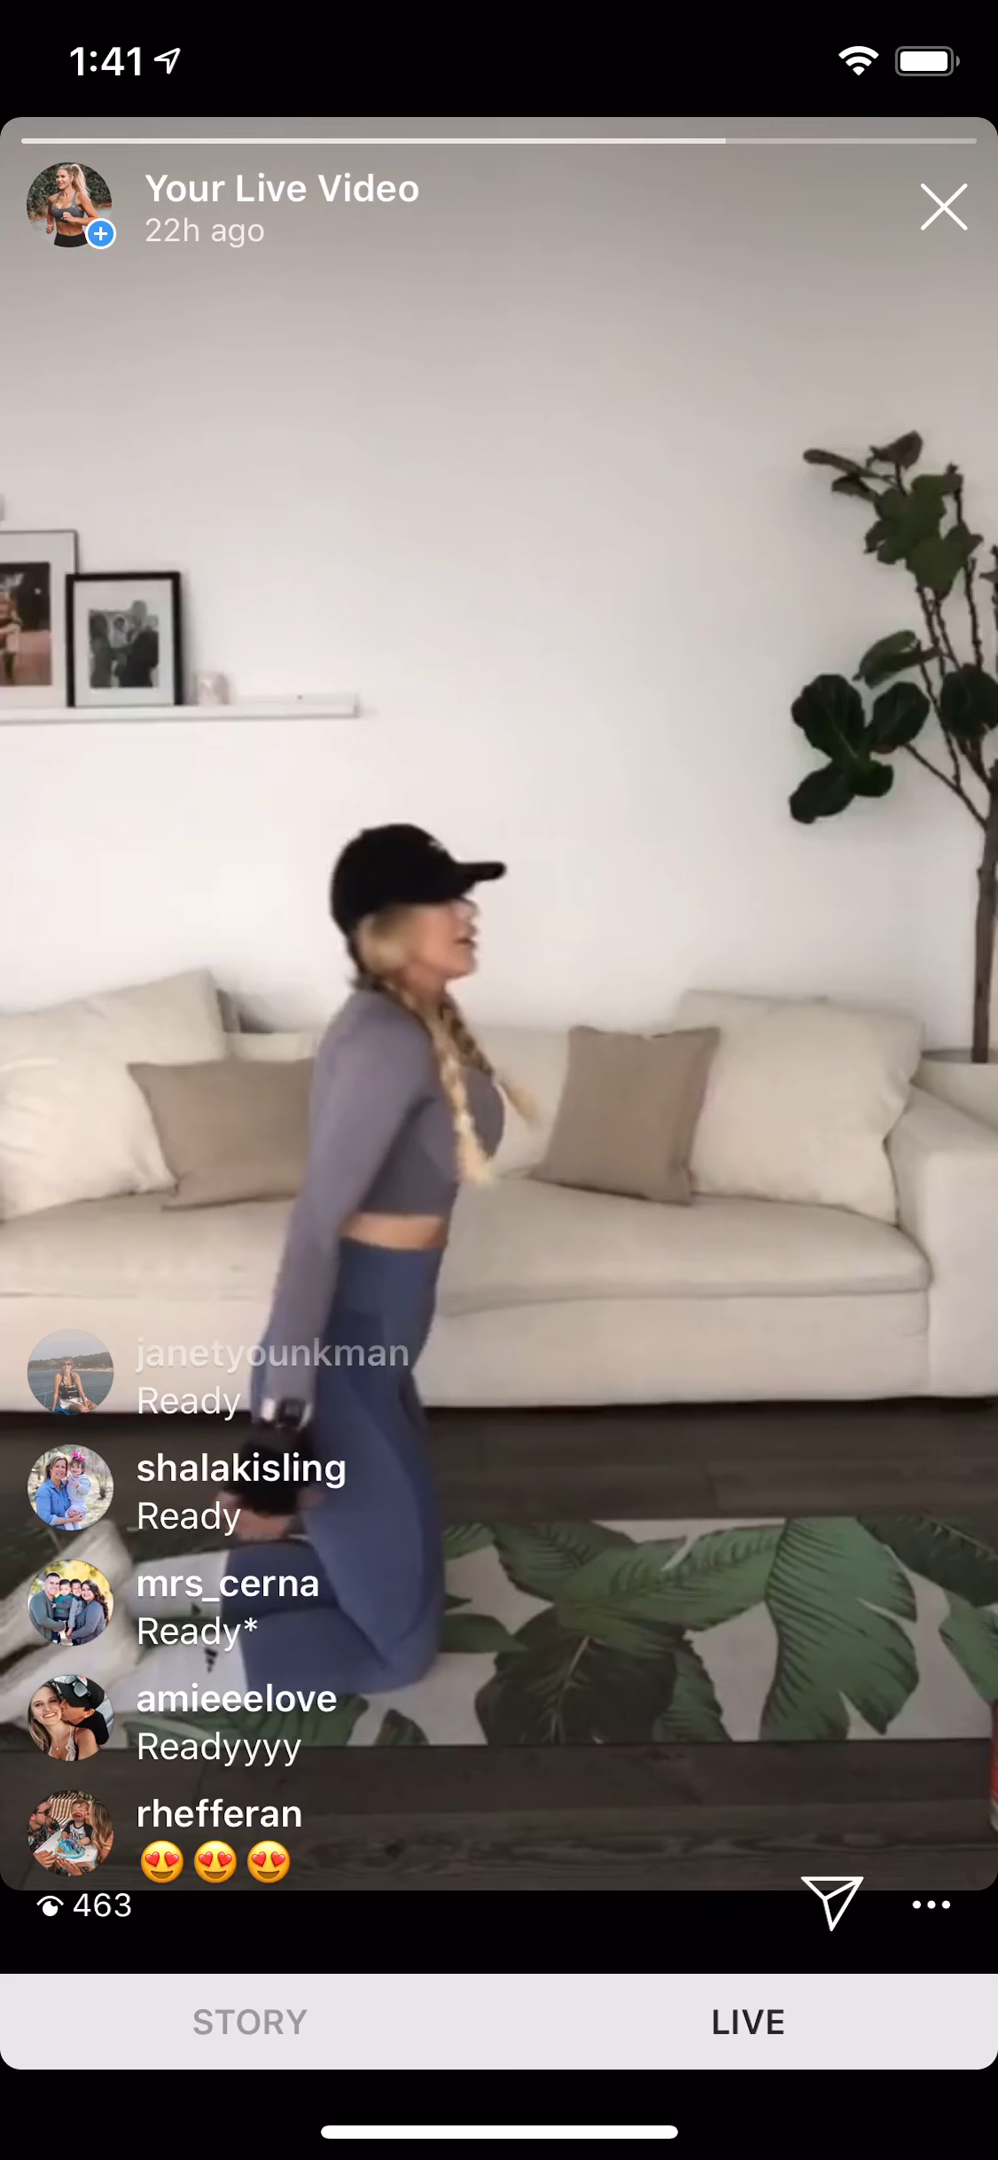 1:41
Your Live Video
22h ago
janetyounkman
Ready
shalakisling
Ready
mrs_cerna
Ready*
amieeelove
Readyyyy
rhefferan
😍😍😍
463
STORY
LIVE